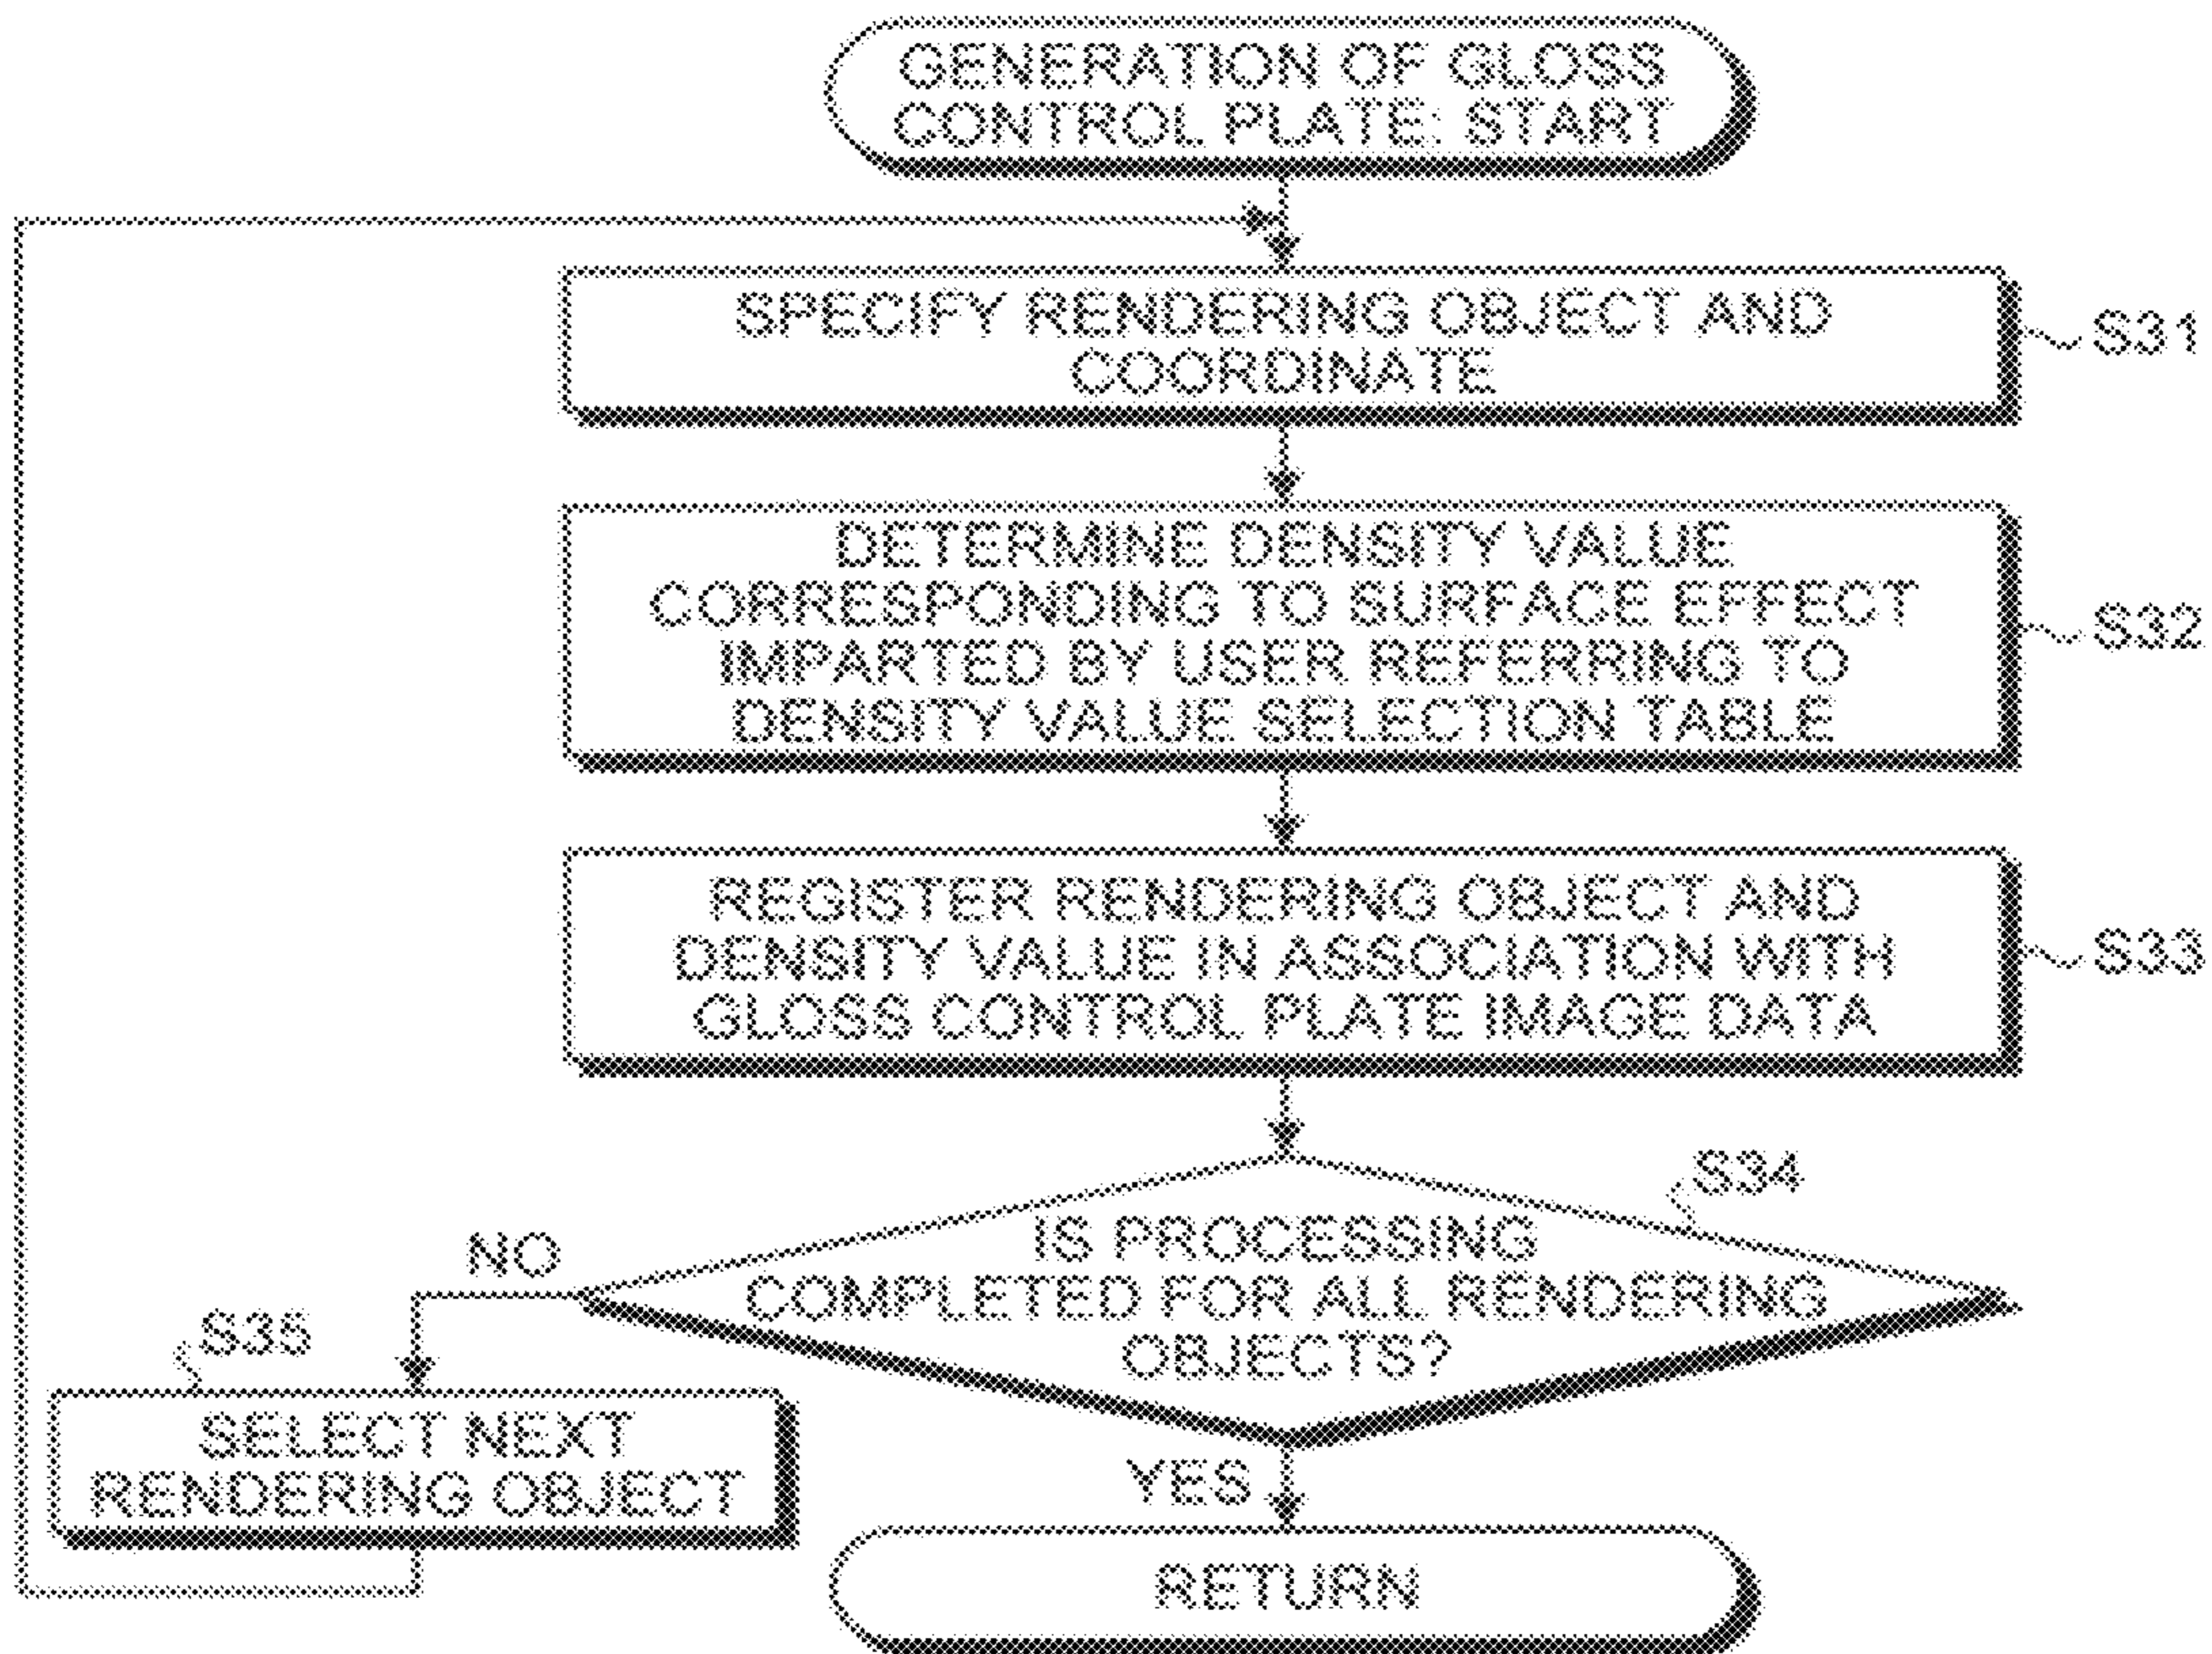 GENERATION OF GLOSS
CONTROL PLATE: START
SPECIFY RENDERING OBJECT AND
COORDINATE
S31
DETERMINE DENSITY VALUE
CORRESPONDING TO SURFACE EFFECT
IMPARTED BY USER REFERRING TO
DENSITY VALUE SELECTION TABLE
S32
REGISTER RENDERING OBJECT AND
DENSITY VALUE IN ASSOCIATION WITH
GLOSS CONTROL PLATE IMAGE DATA
S33
S34
IS PROCESSING
COMPLETED FOR ALL RENDERING
OBJECTS?
NO
S35
SELECT NEXT
RENDERING OBJECT
YES
RETURN